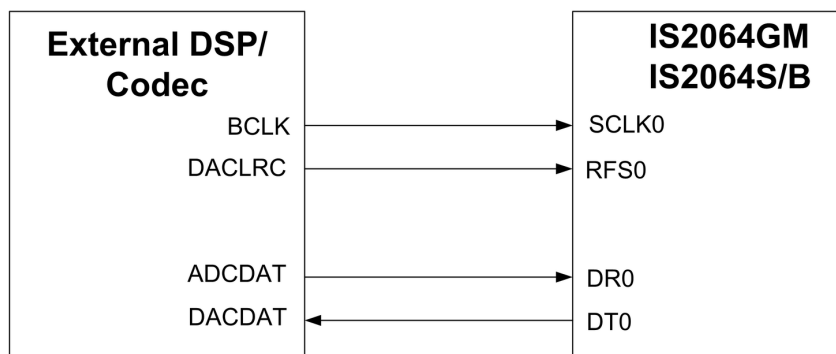 External DSP/
Codec
BCLK
DACLRC
ADCDAT
DACDAT
IS2064GM
IS2064S/B
SCLK0
RFS0
DR0
DT0